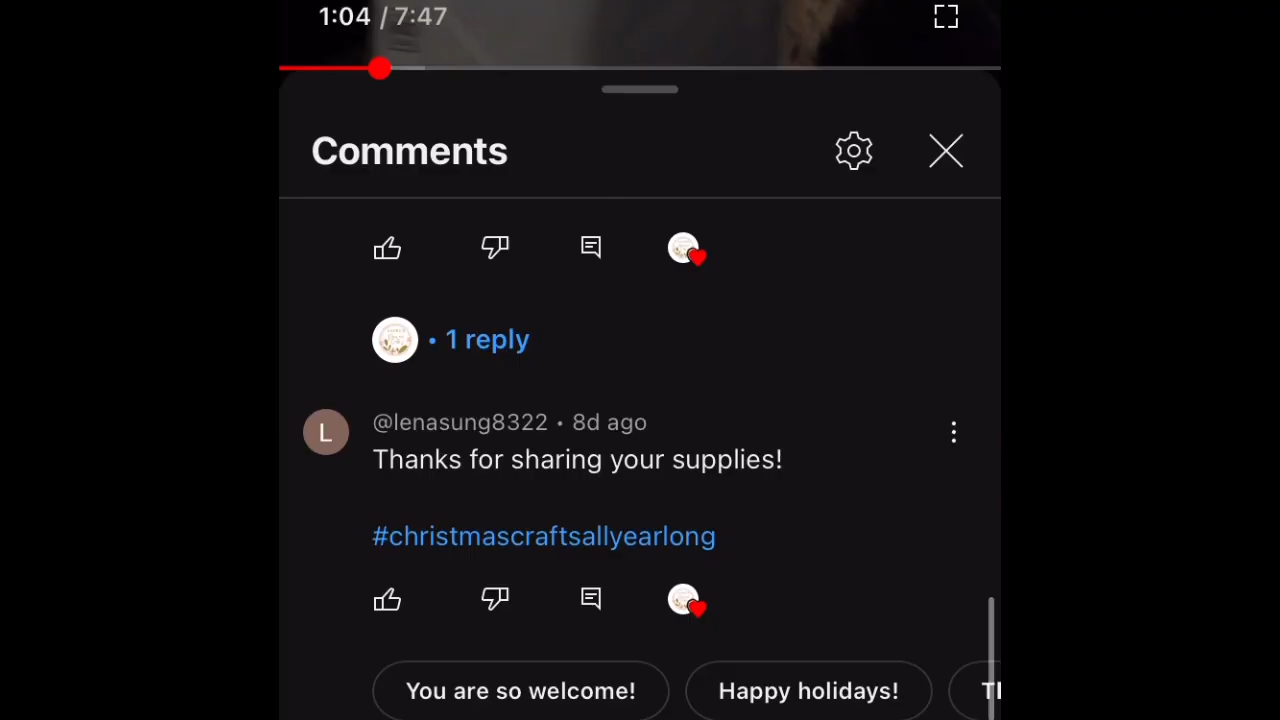 1:04 / 7:47
Comments
• 1 reply
L
@lenasung8322 • 8d ago
Thanks for sharing your supplies!
#christmascraftsallyearlong
You are so welcome!
Happy holidays!